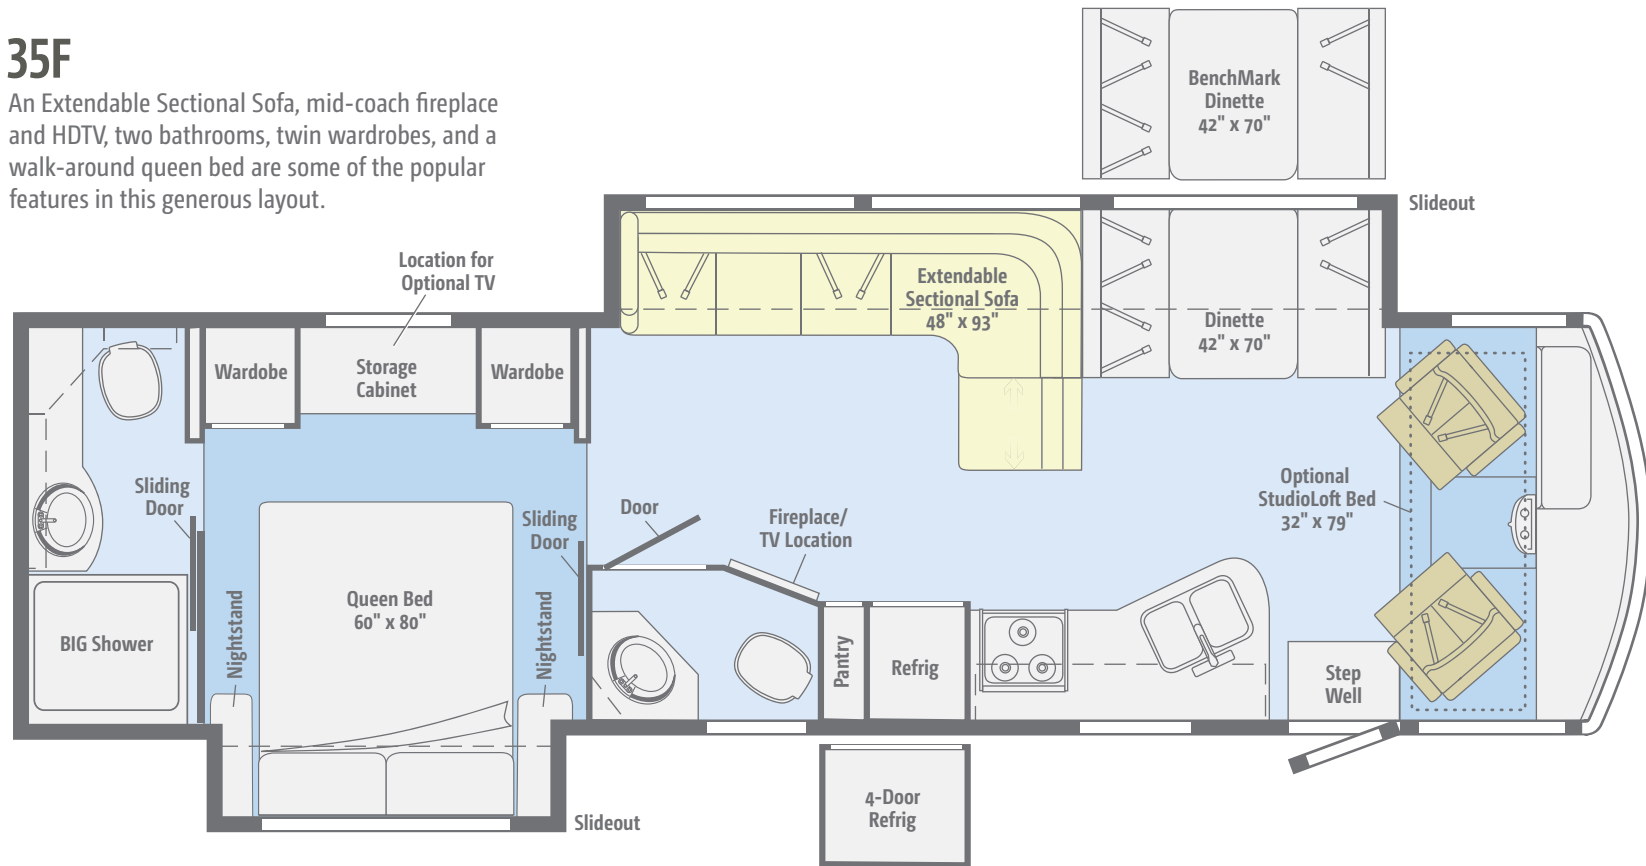 35F
An Extendable Sectional Sofa, mid-coach fireplace
and HDTV, two bathrooms, twin wardrobes, and a
walk-around queen bed are some of the popular
features in this generous layout.
BenchMark
Dinette
42" x 70"
Slideout
Location for
Optional TV
Extendable
Sectional Sofa
48" x 93"
Dinette
42" x 70"
Wardobe
Storage
Cabinet
Wardobe
Sliding
Door
Sliding
Door
Door
Fireplace/
TV Location
Optional
StudioLoft Bed
32" x 79"
Queen Bed
60" x 80"
BIG Shower
Nightstand
Nightstand
Pantry
Refrig
Step
Well
4-Door
Refrig
Slideout